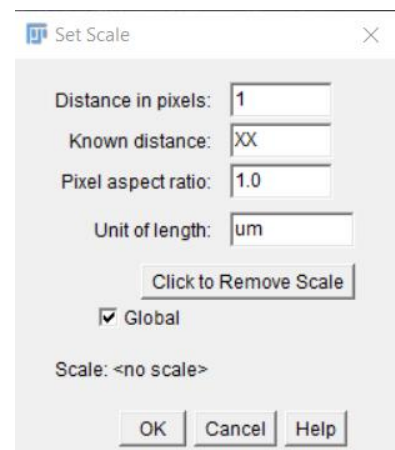 Set Scale
Distance in pixels: 1
Known distance: XX
Pixel aspect ratio: 1.0
Unit of length: um
Click to Remove Scale
Global
Scale: <no scale>
OK Cancel Help